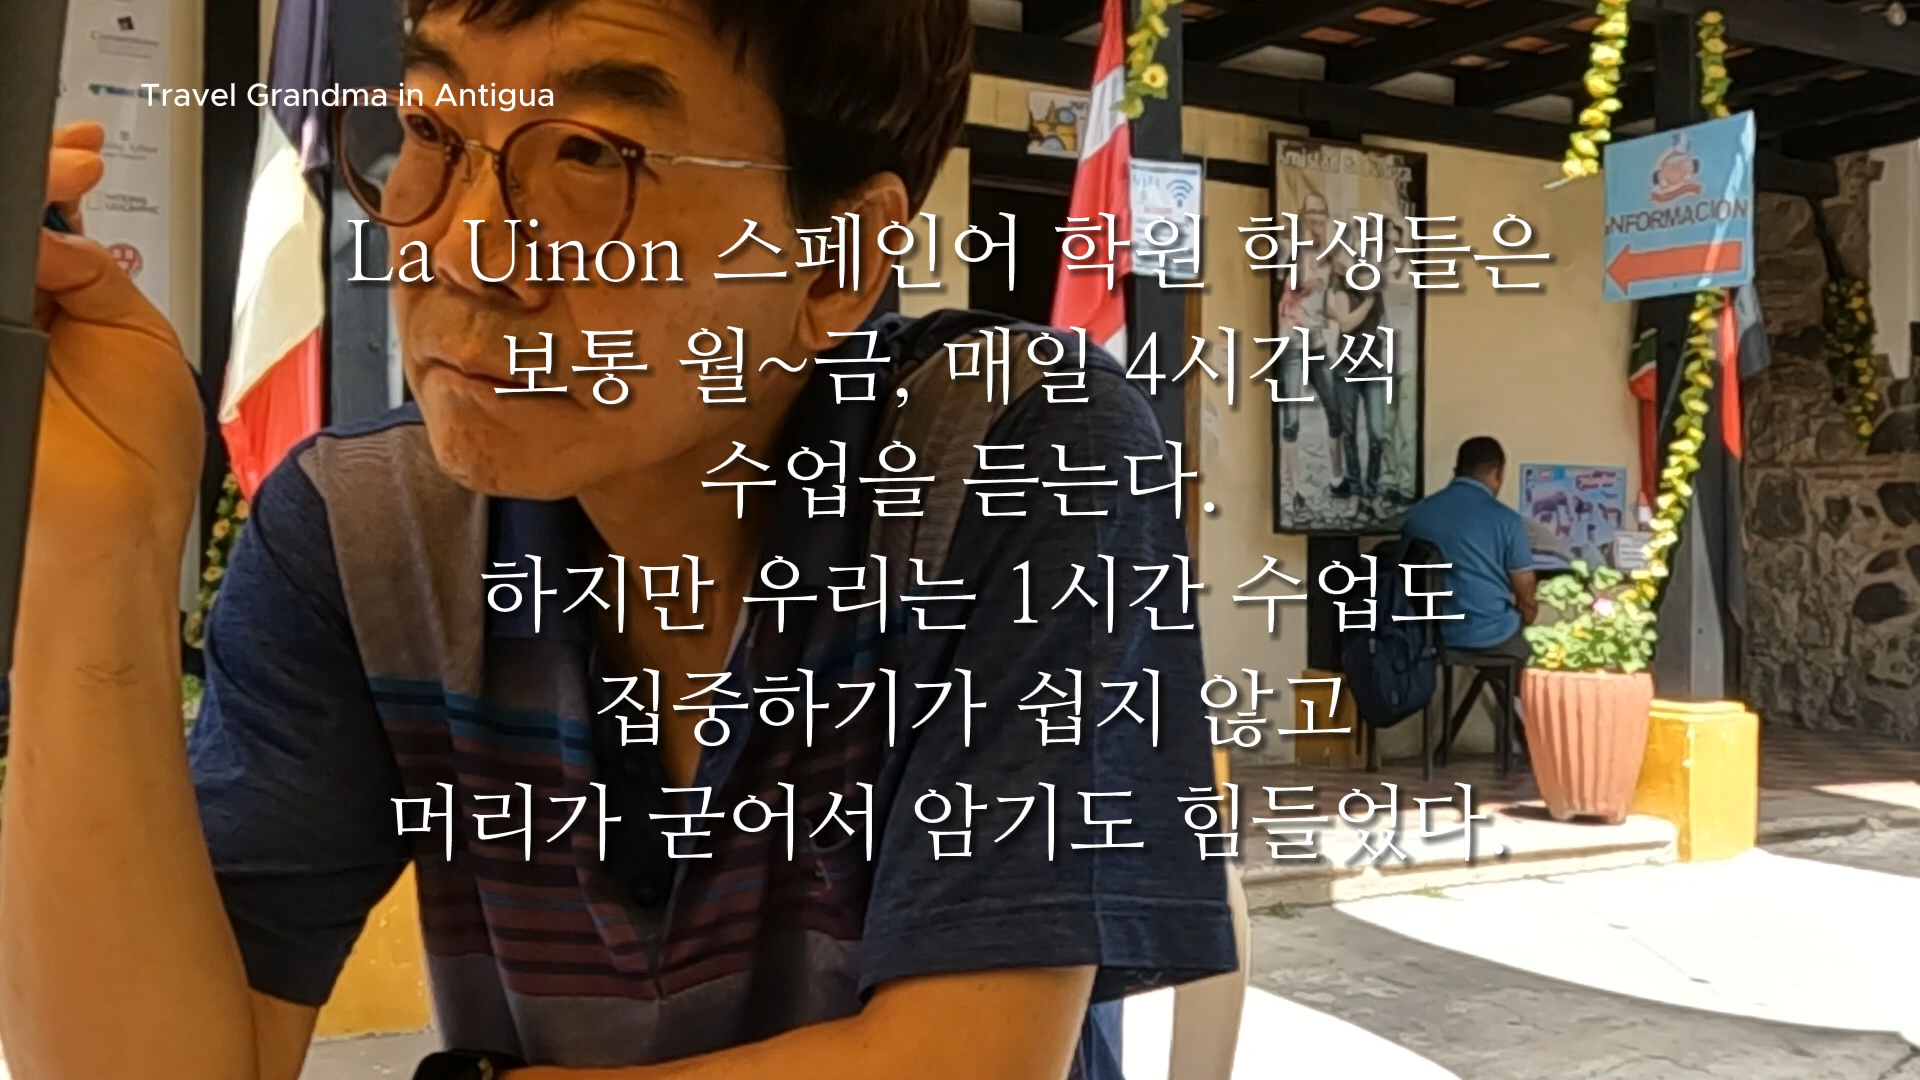 Travel Grandma in Antigua
WiFi
INFORMACION
La Uinon 스페인어 학원 학생들은
보통 월~금, 매일 4시간씩
수업을 듣는다.
하지만 우리는 1시간 수업도
집중하기가 쉽지 않고
머리가 굳어서 암기도 힘들었다.